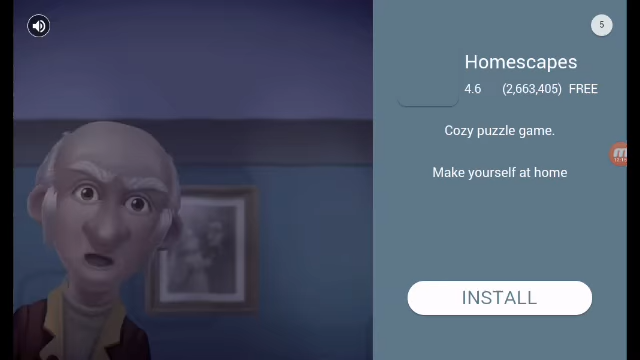 5
Homescapes
4.6 (2,663,405) FREE
Cozy puzzle game.
Make yourself at home
INSTALL